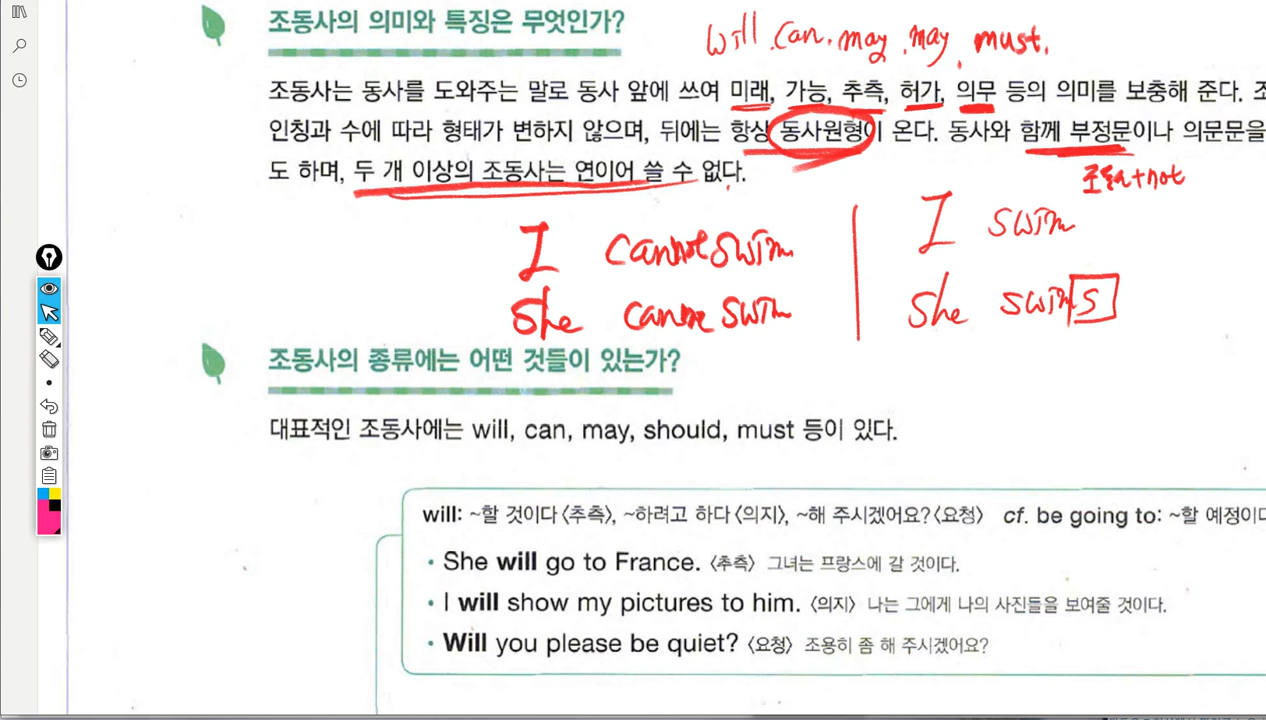 조동사의 의미와 특징은 무엇인가?
will. can. may. may. must.
조동사는 동사를 도와주는 말로 동사 앞에 쓰여 미래, 가능, 추측, 허가, 의무 등의 의미를 보충해 준다. 조
인칭과 수에 따라 형태가 변하지 않으며, 뒤에는 항상 동사원형이 온다. 동사와 함께 부정문이나 의문문을
도 하며, 두 개 이상의 조동사는 연이어 쓸 수 없다.
+not
I cannot swim
I swim
She swim
She swims
조동사의 종류에는 어떤 것들이 있는가?
대표적인 조동사에는 will, can, may, should, must 등이 있다.
will: ~할 것이다〈추측〉, ~하려고 하다〈의지〉, ~해 주시겠어요?〈요청〉 cf. be going to: ~할 예정이다
• She will go to France. 〈추측〉 그녀는 프랑스에 갈 것이다.
• I will show my pictures to him. 〈의지〉 나는 그에게 나의 사진들을 보여줄 것이다.
• Will you please be quiet? 〈요청〉 조용히 좀 해 주시겠어요?